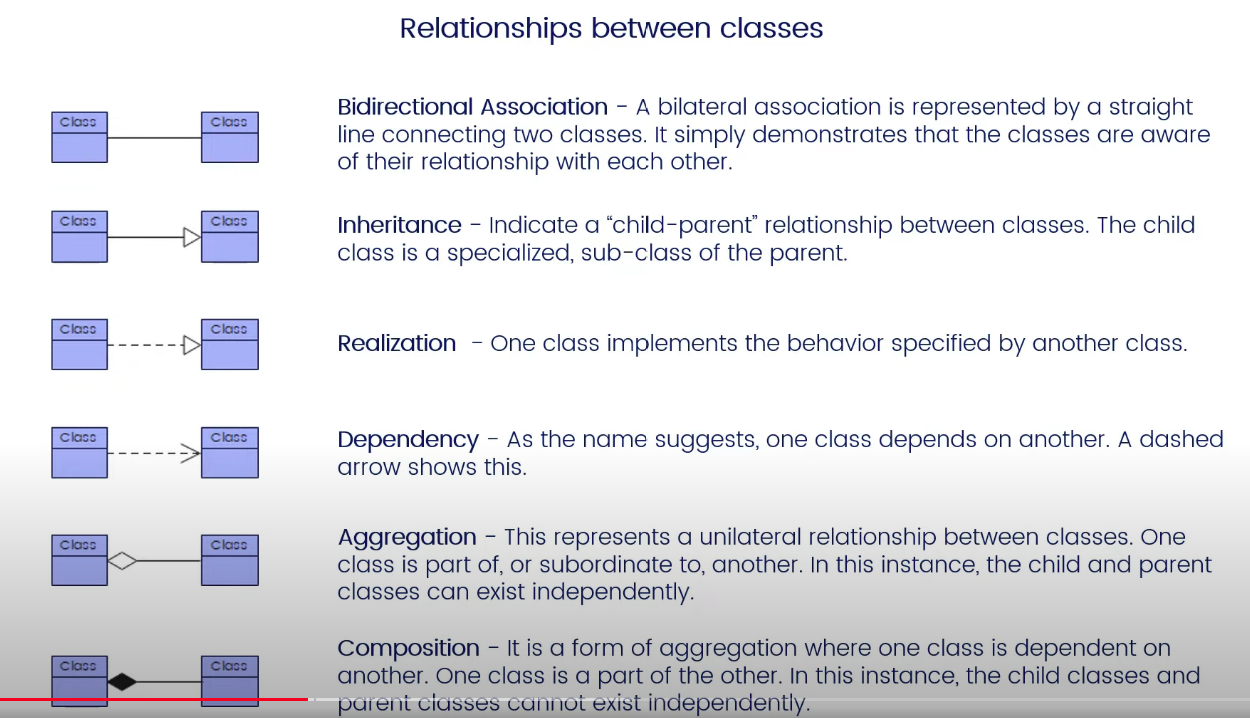 Relationships between classes
Class Class
Bidirectional Association - A bilateral association is represented by a straight
line connecting two classes. It simply demonstrates that the classes are aware
of their relationship with each other.
Class Class
Inheritance - Indicate a “child-parent” relationship between classes. The child
class is a specialized, sub-class of the parent.
Class Class
Realization - One class implements the behavior specified by another class.
Class Class
Dependency - As the name suggests, one class depends on another. A dashed
arrow shows this.
Class Class
Aggregation - This represents a unilateral relationship between classes. One
class is part of, or subordinate to, another. In this instance, the child and parent
classes can exist independently.
Class Class
Composition - It is a form of aggregation where one class is dependent on
another. One class is a part of the other. In this instance, the child classes and
parent classes cannot exist independently.